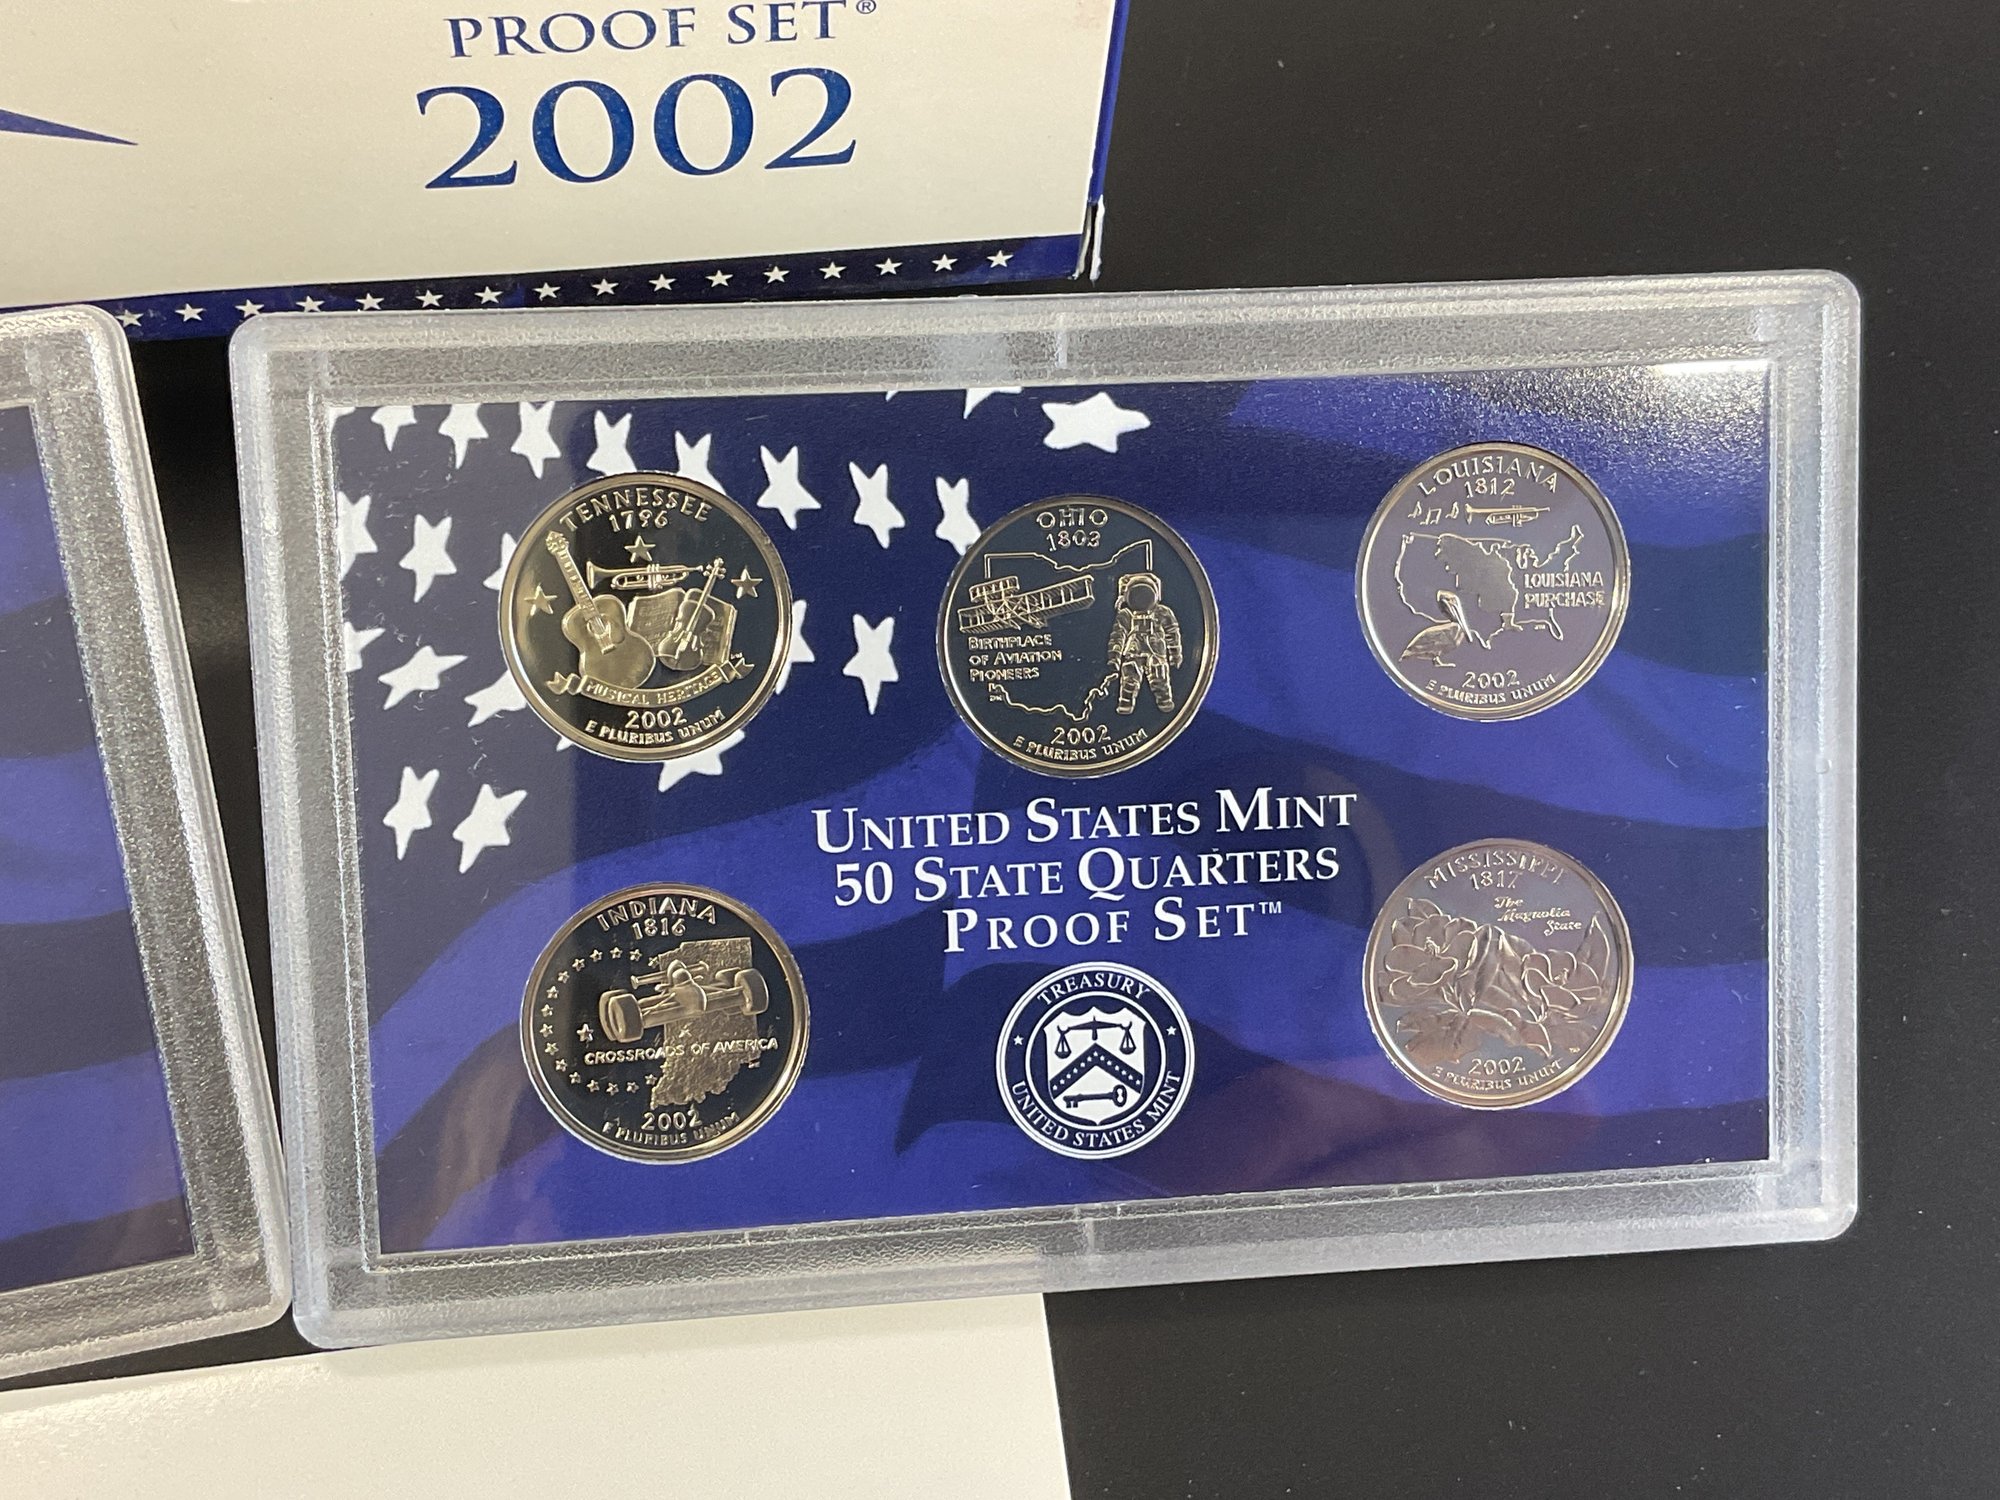 PROOF SET®
2002
TENNESSEE
1796
MUSICAL HERITAGE
2002
E PLURIBUS UNUM
OHIO
1803
BIRTHPLACE
OF AVIATION
PIONEERS
2002
E PLURIBUS UNUM
LOUISIANA
1812
LOUISIANA
PURCHASE
2002
E PLURIBUS UNUM
UNITED STATES MINT
50 STATE QUARTERS
PROOF SET™
INDIANA
1816
CROSSROADS OF AMERICA
2002
E PLURIBUS UNUM
TREASURY
UNITED STATES MINT
MISSISSIPPI
1817
The
Magnolia
State
2002
E PLURIBUS UNUM